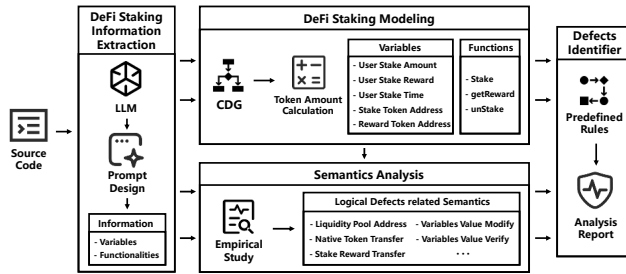 Source
Code
DeFi Staking
Information
Extraction
LLM
Prompt
Design
Information
- Variables
- Functionalities
DeFi Staking Modeling
CDG
Token Amount
Calculation
Variables
- User Stake Amount
- User Stake Reward
- User Stake Time
- Stake Token Address
- Reward Token Address
Functions
- Stake
- getReward
- unStake
Semantics Analysis
Empirical
Study
Logical Defects related Semantics
- Liquidity Pool Address - Variables Value Modify
- Native Token Transfer - Variables Value Verify
- Stake Reward Transfer ...
Defects
Identifier
Predefined
Rules
Analysis
Report